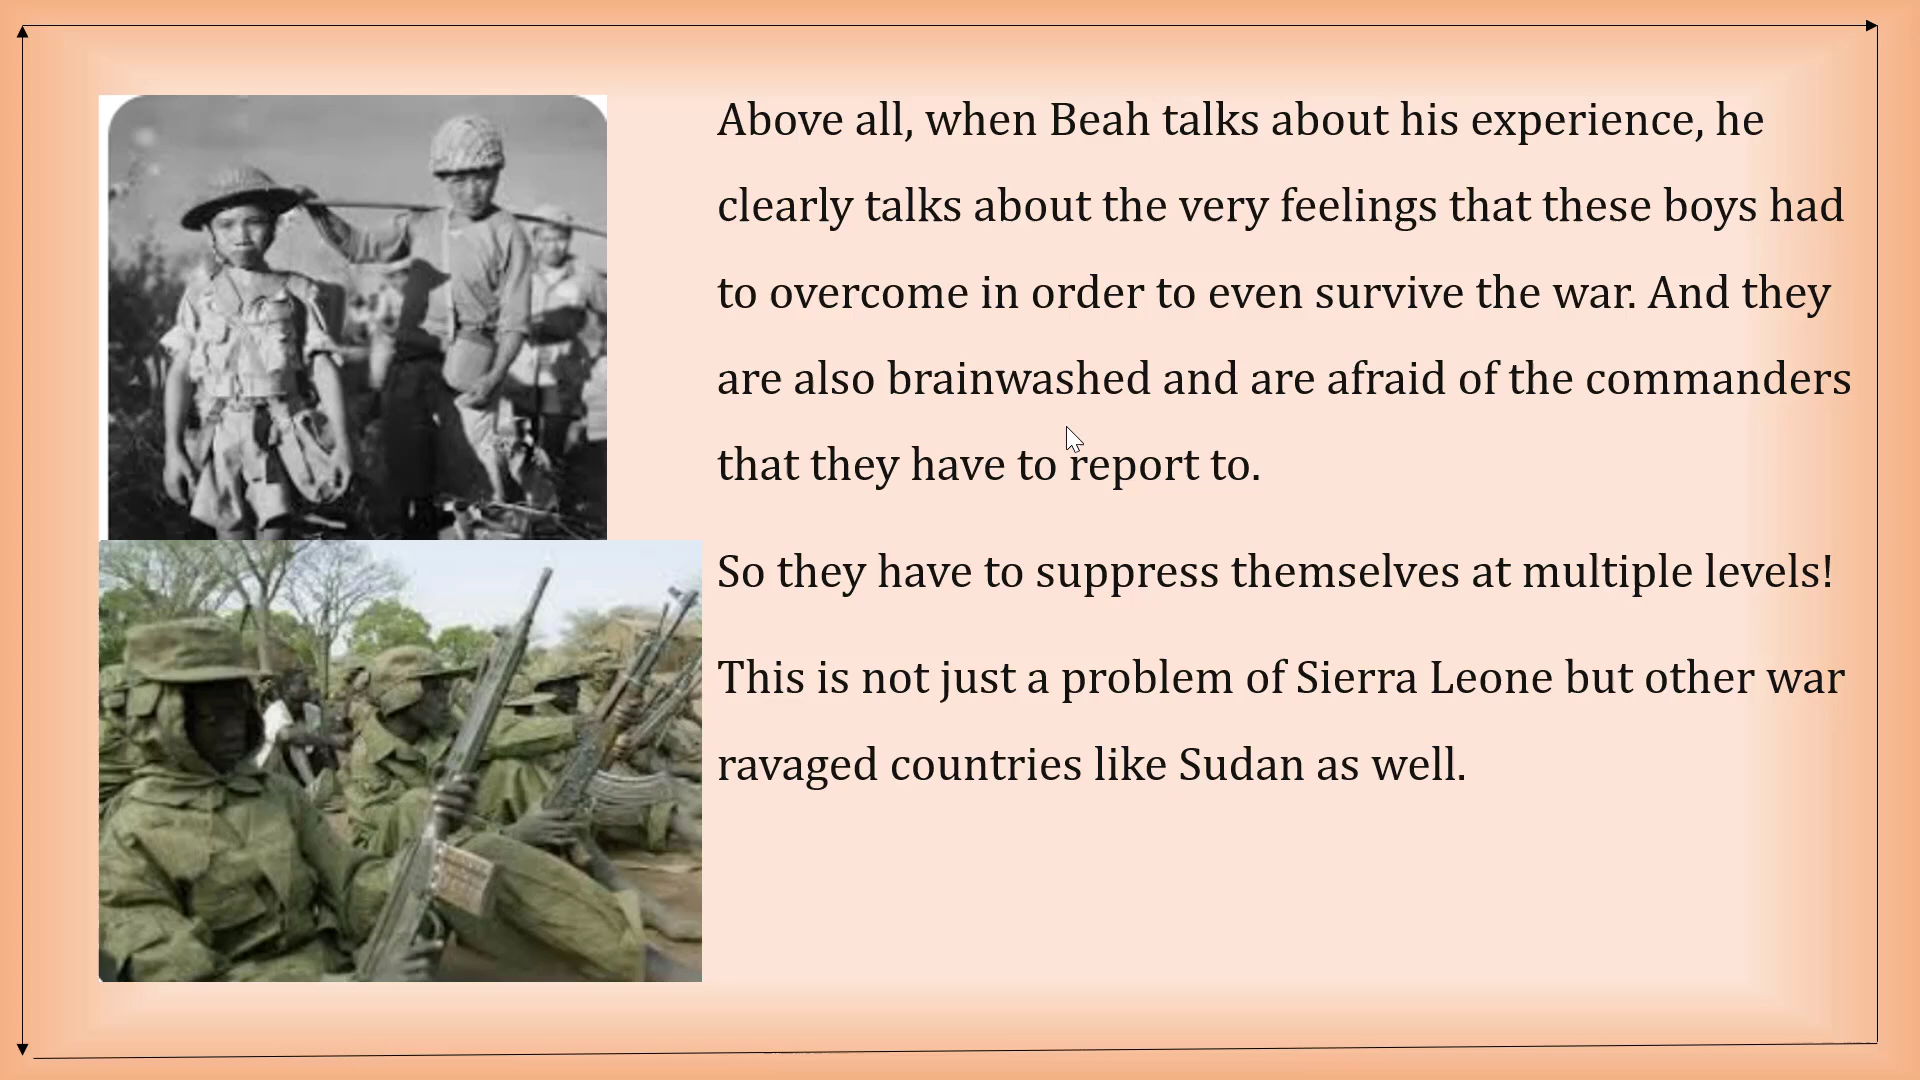 Above all, when Beah talks about his experience, he
clearly talks about the very feelings that these boys had
to overcome in order to even survive the war. And they
are also brainwashed and are afraid of the commanders
that they have to report to.
So they have to suppress themselves at multiple levels!
This is not just a problem of Sierra Leone but other war
ravaged countries like Sudan as well.